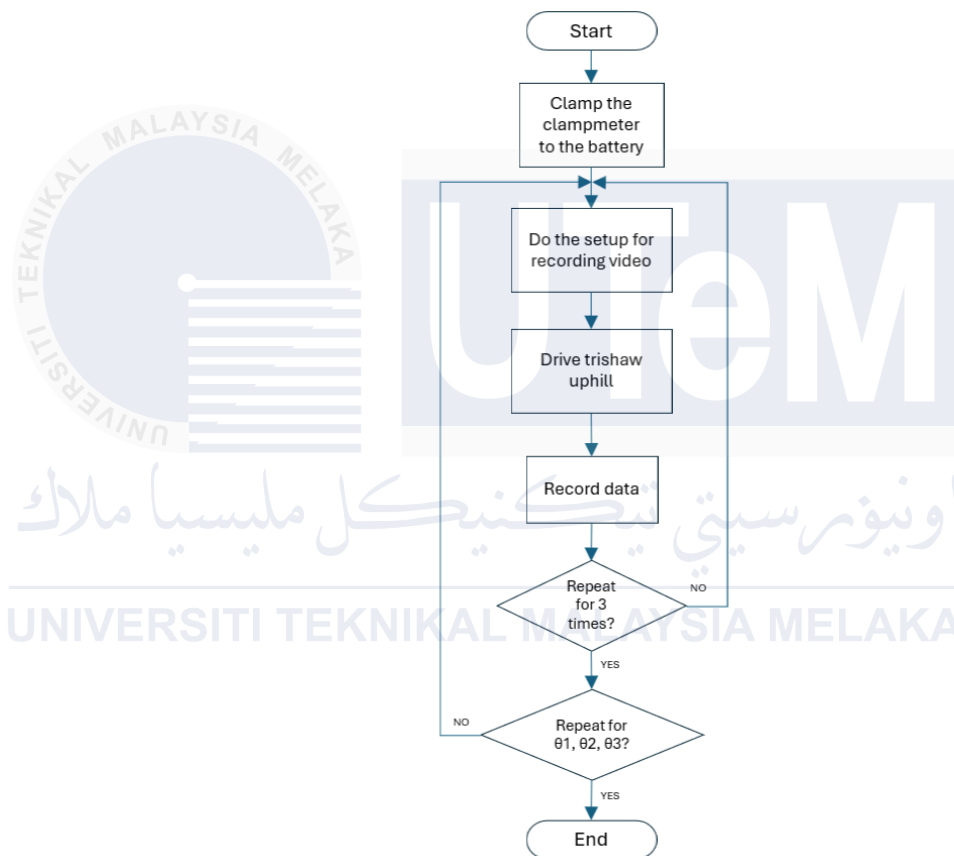 Start
Clamp the
clampmeter
to the battery
UNIVERSITI TEKNIKAL MALAYSIA MELAKA
UTeM
Do the setup for
recording video
Drive trishaw
uphill
Record data
اونيۏرسيتي تيكنيكل مليسيا ملاك
Repeat
for 3
times?
NO
UNIVERSITI TEKNIKAL MALAYSIA MELAKA
YES
Repeat for
θ1, θ2, θ3?
NO
YES
End